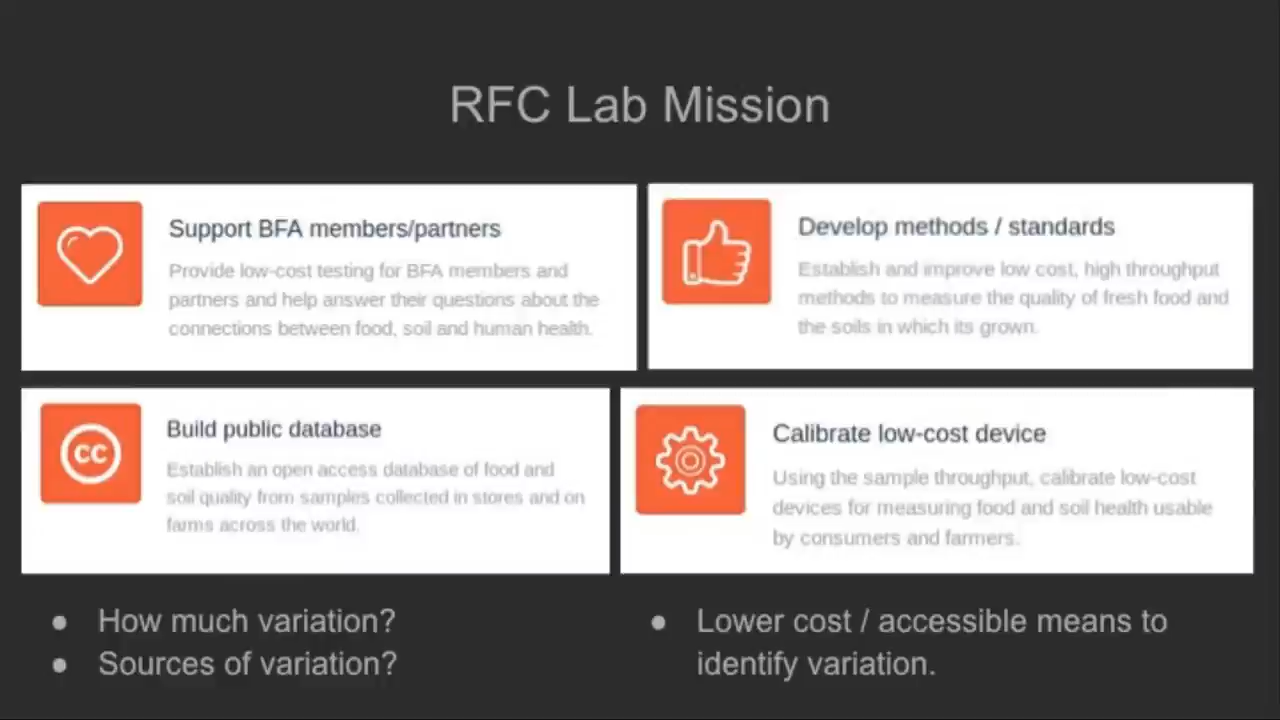 RFC Lab Mission
Support BFA members/partners
Provide low-cost testing for BFA members and
partners and help answer their questions about the
connections between food, soil and human health.
Develop methods / standards
Establish and improve low cost, high throughput
methods to measure the quality of fresh food and
the soils in which its grown.
CC
Build public database
Establish an open access database of food and
soil quality from samples collected in stores and on
farms across the world.
Calibrate low-cost device
Using the sample throughput, calibrate low-cost
devices for measuring food and soil health usable
by consumers and farmers.
● How much variation?
● Sources of variation?
● Lower cost / accessible means to
identify variation.